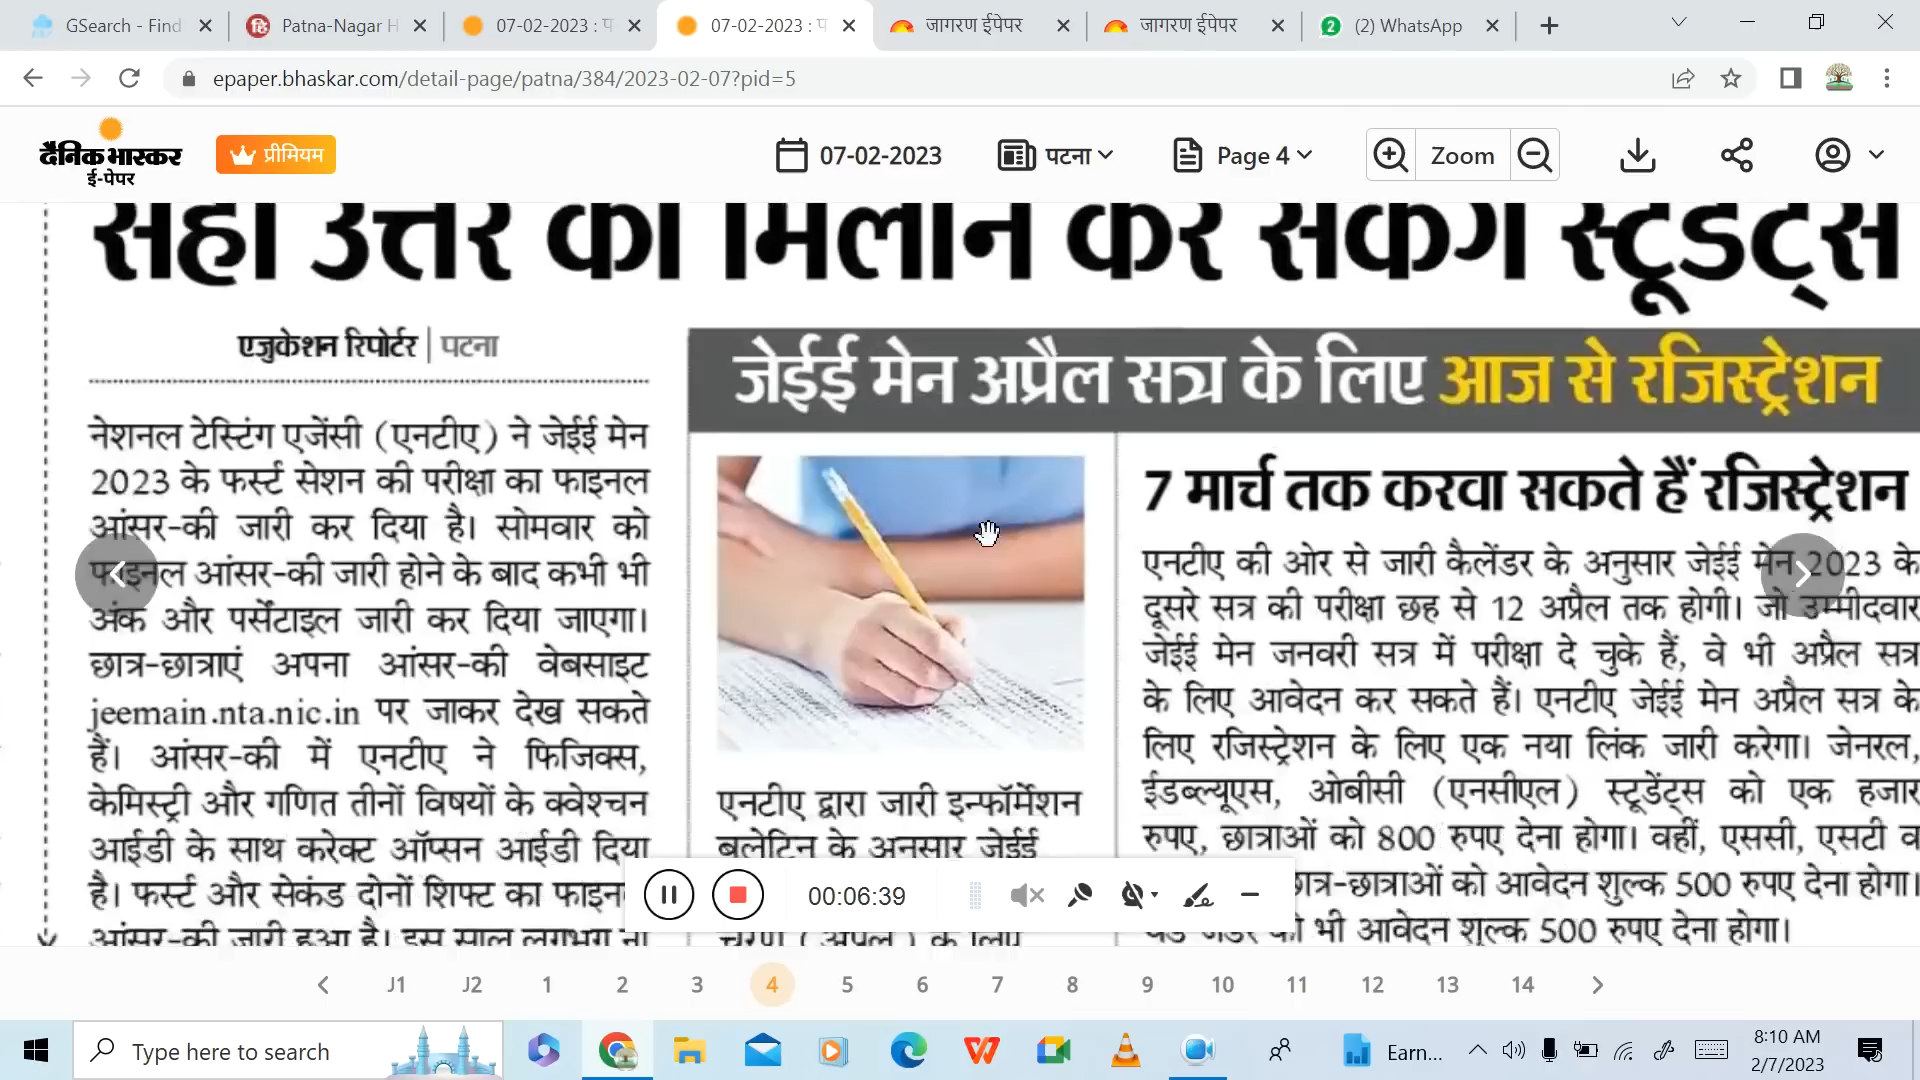 GSearch - Find
Patna-Nagar H
07-02-2023 : प
07-02-2023 : प
जागरण ईपेपर
जागरण ईपेपर
(2) WhatsApp
epaper.bhaskar.com/detail-page/patna/384/2023-02-07?pid=5
दैनिक भास्कर
ई-पेपर
प्रीमियम
07-02-2023
पटना
Page 4
Zoom
सही उत्तर का मिलान कर सकेंगे स्टूडेंट्स
एजुकेशन रिपोर्टर | पटना
नेशनल टेस्टिंग एजेंसी (एनटीए) ने जेईई मेन
2023 के फर्स्ट सेशन की परीक्षा का फाइनल
आंसर-की जारी कर दिया है। सोमवार को
फाइनल आंसर-की जारी होने के बाद कभी भी
अंक और पर्सेंटाइल जारी कर दिया जाएगा।
छात्र-छात्राएं अपना आंसर-की वेबसाइट
jeemain.nta.nic.in पर जाकर देख सकते
हैं। आंसर-की में एनटीए ने फिजिक्स,
केमिस्ट्री और गणित तीनों विषयों के क्वेश्चन
आईडी के साथ करेक्ट ऑप्सन आईडी दिया
है। फर्स्ट और सेकंड दोनों शिफ्ट का
आंसर-की जारी हुआ है। इस साल लगभग
जेईई मेन अप्रैल सत्र के लिए आज से रजिस्ट्रेशन
एनटीए द्वारा जारी इन्फॉर्मेशन
बुलेटिन के अनुसार जेईई
चरण (अप्रैल) के लिए
7 मार्च तक करवा सकते हैं रजिस्ट्रेशन
एनटीए की ओर से जारी कैलेंडर के अनुसार जेईई मेन 2023 के
दूसरे सत्र की परीक्षा छह से 12 अप्रैल तक होगी। जो उम्मीदवार
जेईई मेन जनवरी सत्र में परीक्षा दे चुके हैं, वे भी अप्रैल सत्र
के लिए आवेदन कर सकते हैं। एनटीए जेईई मेन अप्रैल सत्र के
लिए रजिस्ट्रेशन के लिए एक नया लिंक जारी करेगा। जेनरल,
ईडब्ल्यूएस, ओबीसी (एनसीएल) स्टूडेंट्स को एक हजार
रुपए, छात्राओं को 800 रुपए देना होगा। वहीं, एससी, एसटी व
छात्र-छात्राओं को आवेदन शुल्क 500 रुपए देना होगा।
भी आवेदन शुल्क 500 रुपए देना होगा।
00:06:39
J1 J2 1 2 3 4 5 6 7 8 9 10 11 12 13 14
Type here to search
Earn...
8:10 AM
2/7/2023